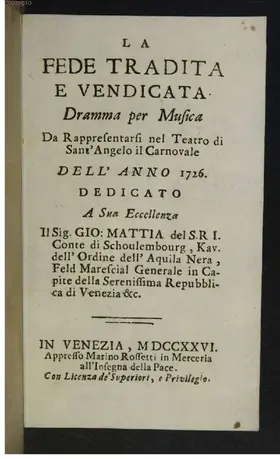 LA
FEDE TRADITA
E VENDICATA.
Dramma per Musica
Da Rappresentarsi nel Teatro di
Sant'Angelo il Carnovale
DELL' ANNO 1726.
DEDICATO
A Sua Eccellenza
Il Sig. GIO: MATTIA del S.R I.
Conte di Schoulembourg, Kav.
dell'Ordine dell'Aquila Nera,
Feld Marescial Generale in Ca-
pite della Serenissima Repubbli-
ca di Venezia &c.
IN VENEZIA, MDCCXXVI.
Appresso Marino Rossetti in Merceria
all'Insegna della Pace.
Con Licenza de' Superiori, e Privilegio.